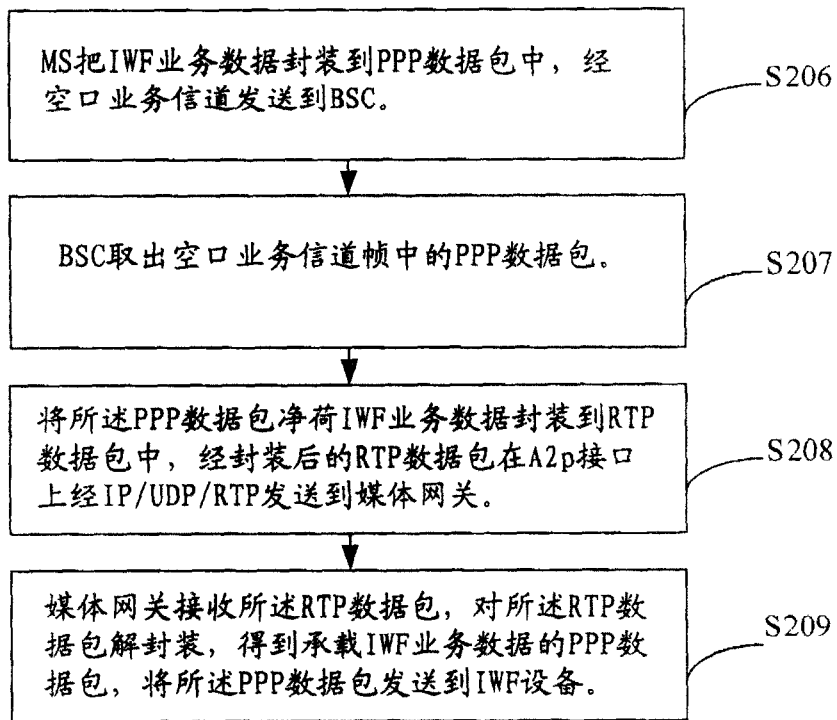 MS把IWF业务数据封装到PPP数据包中，经
空口业务信道发送到BSC。
S206
BSC取出空口业务信道帧中的PPP数据包。
S207
将所述PPP数据包净荷IWF业务数据封装到RTP
数据包中，经封装后的RTP数据包在A2p接口
上经IP/UDP/RTP发送到媒体网关。
S208
媒体网关接收所述RTP数据包，对所述RTP数
据包解封装，得到承载IWF业务数据的PPP数
据包，将所述PPP数据包发送到IWF设备。
S209